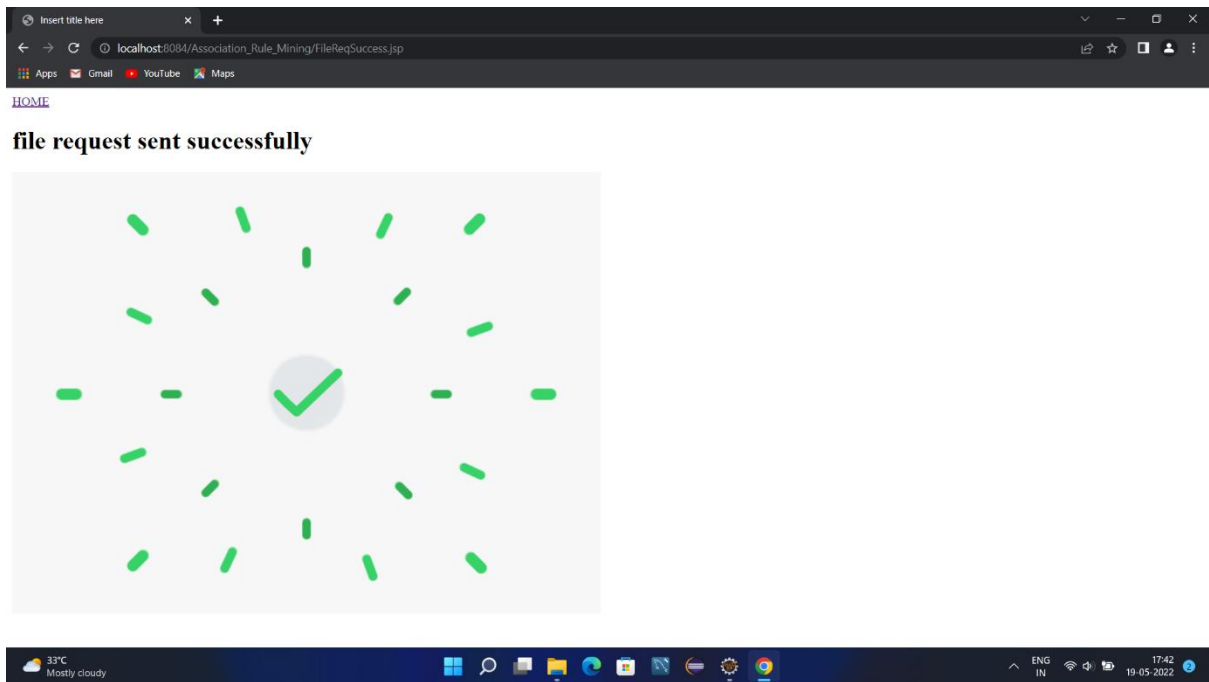 Insert title here
localhost:8084/Association_Rule_Mining/FileReqSuccess.jsp
Apps Gmail YouTube Maps
HOME
file request sent successfully
33°C
Mostly cloudy
ENG
IN
17:42
19-05-2022
2